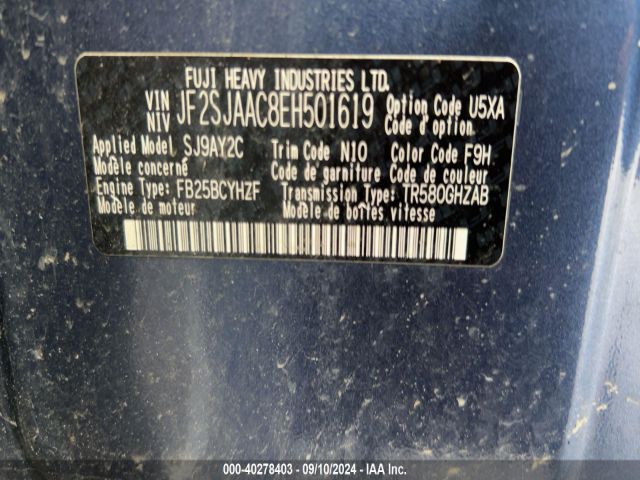 FUJI HEAVY INDUSTRIES LTD.
VIN NIV JF2SJAAC8EH501619 Option Code U5XA
Code d'option
Applied Model SJ9AY2C Trim Code N10 Color Code F9H
Modèle concerné Code de garniture Code de couleur
Engine Type: FB25BCYHZF Transmission Type: TR580GHZAB
Modèle de moteur Modèle de boîtes vitesse
000-40278403 - 09/10/2024 - IAA Inc.